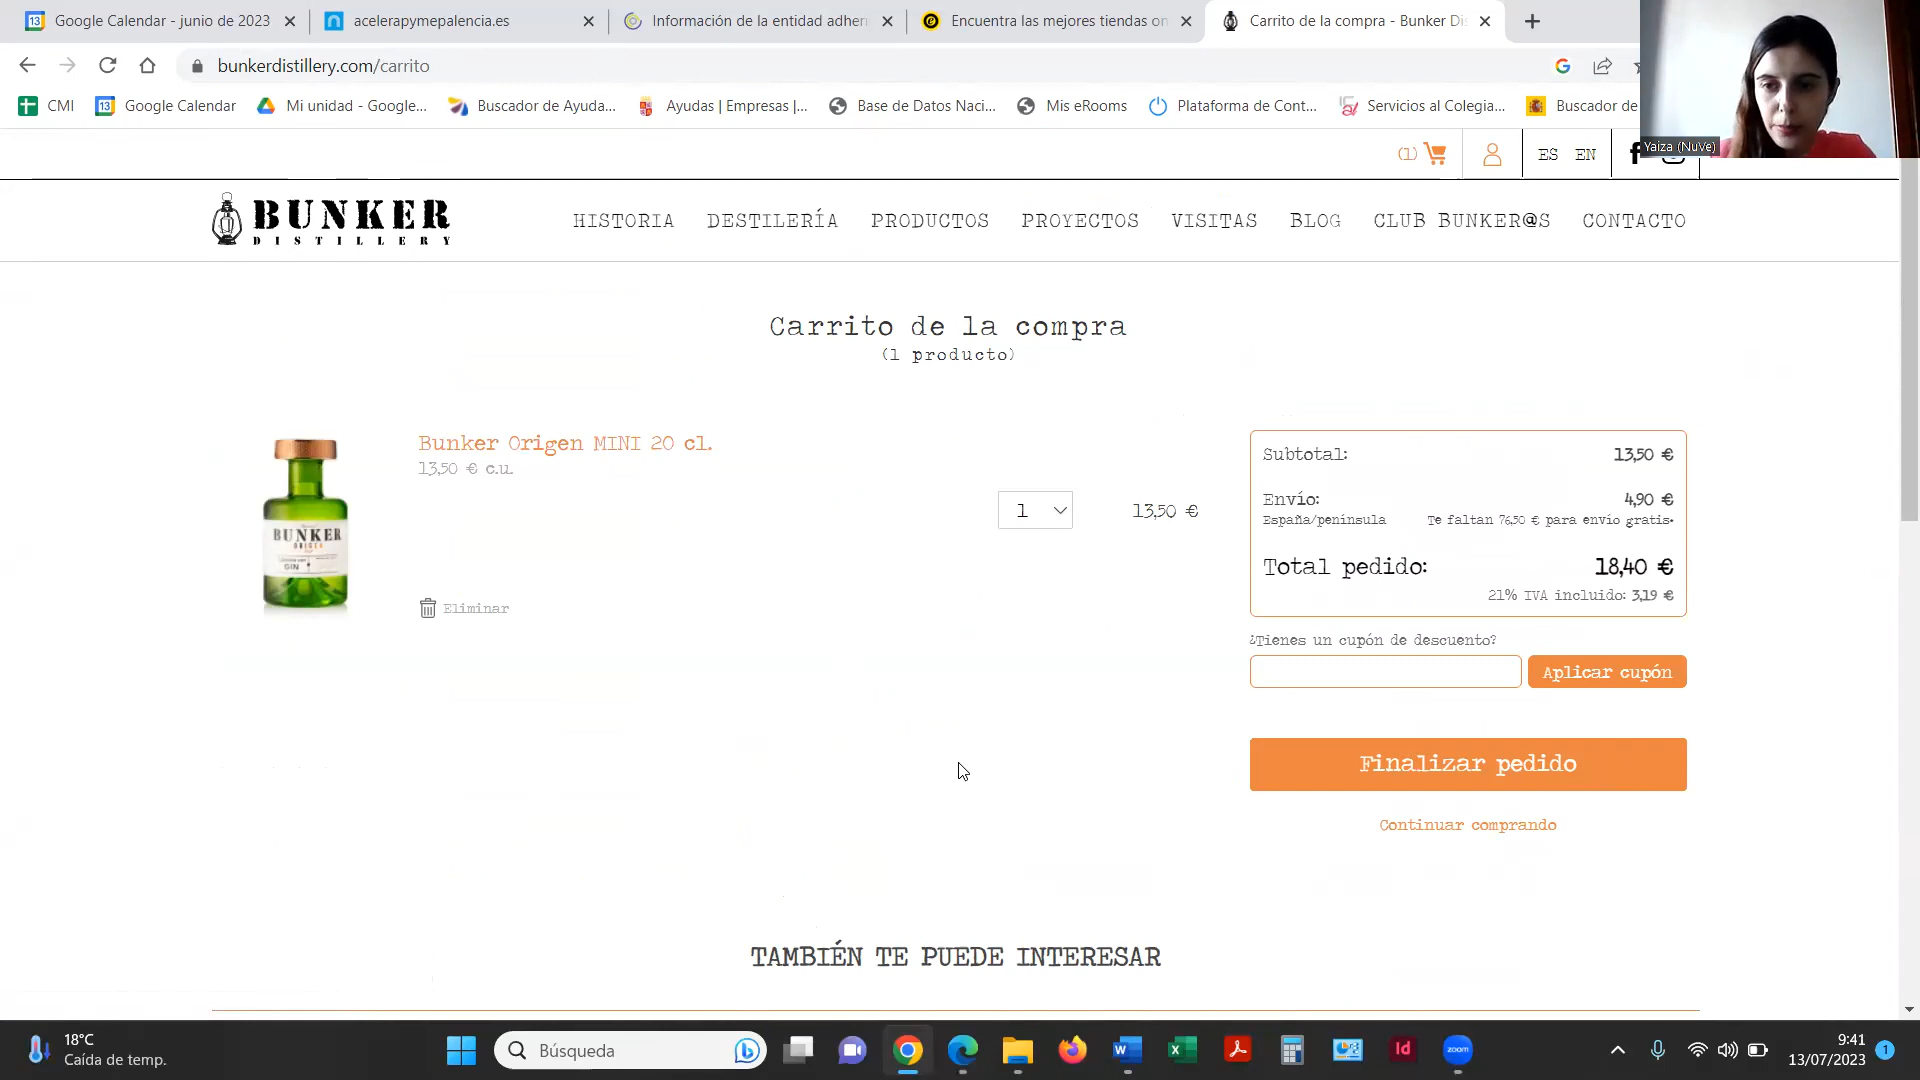 Google Calendar - junio de 2023
acelerapymepalencia.es
Información de la entidad adher
Encuentra las mejores tiendas on
Carrito de la compra - Bunker Dis
bunkerdistillery.com/carrito
CMI
Google Calendar
Mi unidad - Google...
Buscador de Ayuda...
Ayudas | Empresas |...
Base de Datos Naci...
Mis eRooms
Plataforma de Cont...
Servicios al Colegia...
Buscador de
Yaiza (NuVe)
(1)
ES EN
BUNKER
DISTILLERY
HISTORIA DESTILERÍA PRODUCTOS PROYECTOS VISITAS BLOG CLUB BUNKER@S CONTACTO
Carrito de la compra
(1 producto)
Bunker Origen MINI 20 cl.
13,50 € c.u.
BUNKER
ORIGEN
GIN
1
13,50 €
Eliminar
Subtotal: 13,50 €
Envío: 4,90 €
España/península Te faltan 76,50 € para envío gratis*
Total pedido: 18,40 €
21% IVA incluido: 3,19 €
¿Tienes un cupón de descuento?
Aplicar cupón
Finalizar pedido
Continuar comprando
TAMBIÉN TE PUEDE INTERESAR
18°C
Caída de temp.
Búsqueda
zoom
9:41
13/07/2023
1